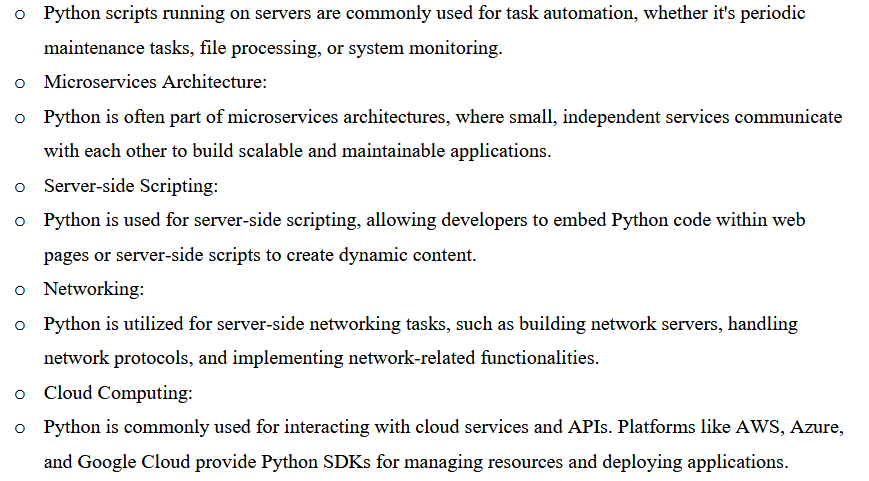 o Python scripts running on servers are commonly used for task automation, whether it's periodic
maintenance tasks, file processing, or system monitoring.
o Microservices Architecture:
o Python is often part of microservices architectures, where small, independent services communicate
with each other to build scalable and maintainable applications.
o Server-side Scripting:
o Python is used for server-side scripting, allowing developers to embed Python code within web
pages or server-side scripts to create dynamic content.
o Networking:
o Python is utilized for server-side networking tasks, such as building network servers, handling
network protocols, and implementing network-related functionalities.
o Cloud Computing:
o Python is commonly used for interacting with cloud services and APIs. Platforms like AWS, Azure,
and Google Cloud provide Python SDKs for managing resources and deploying applications.